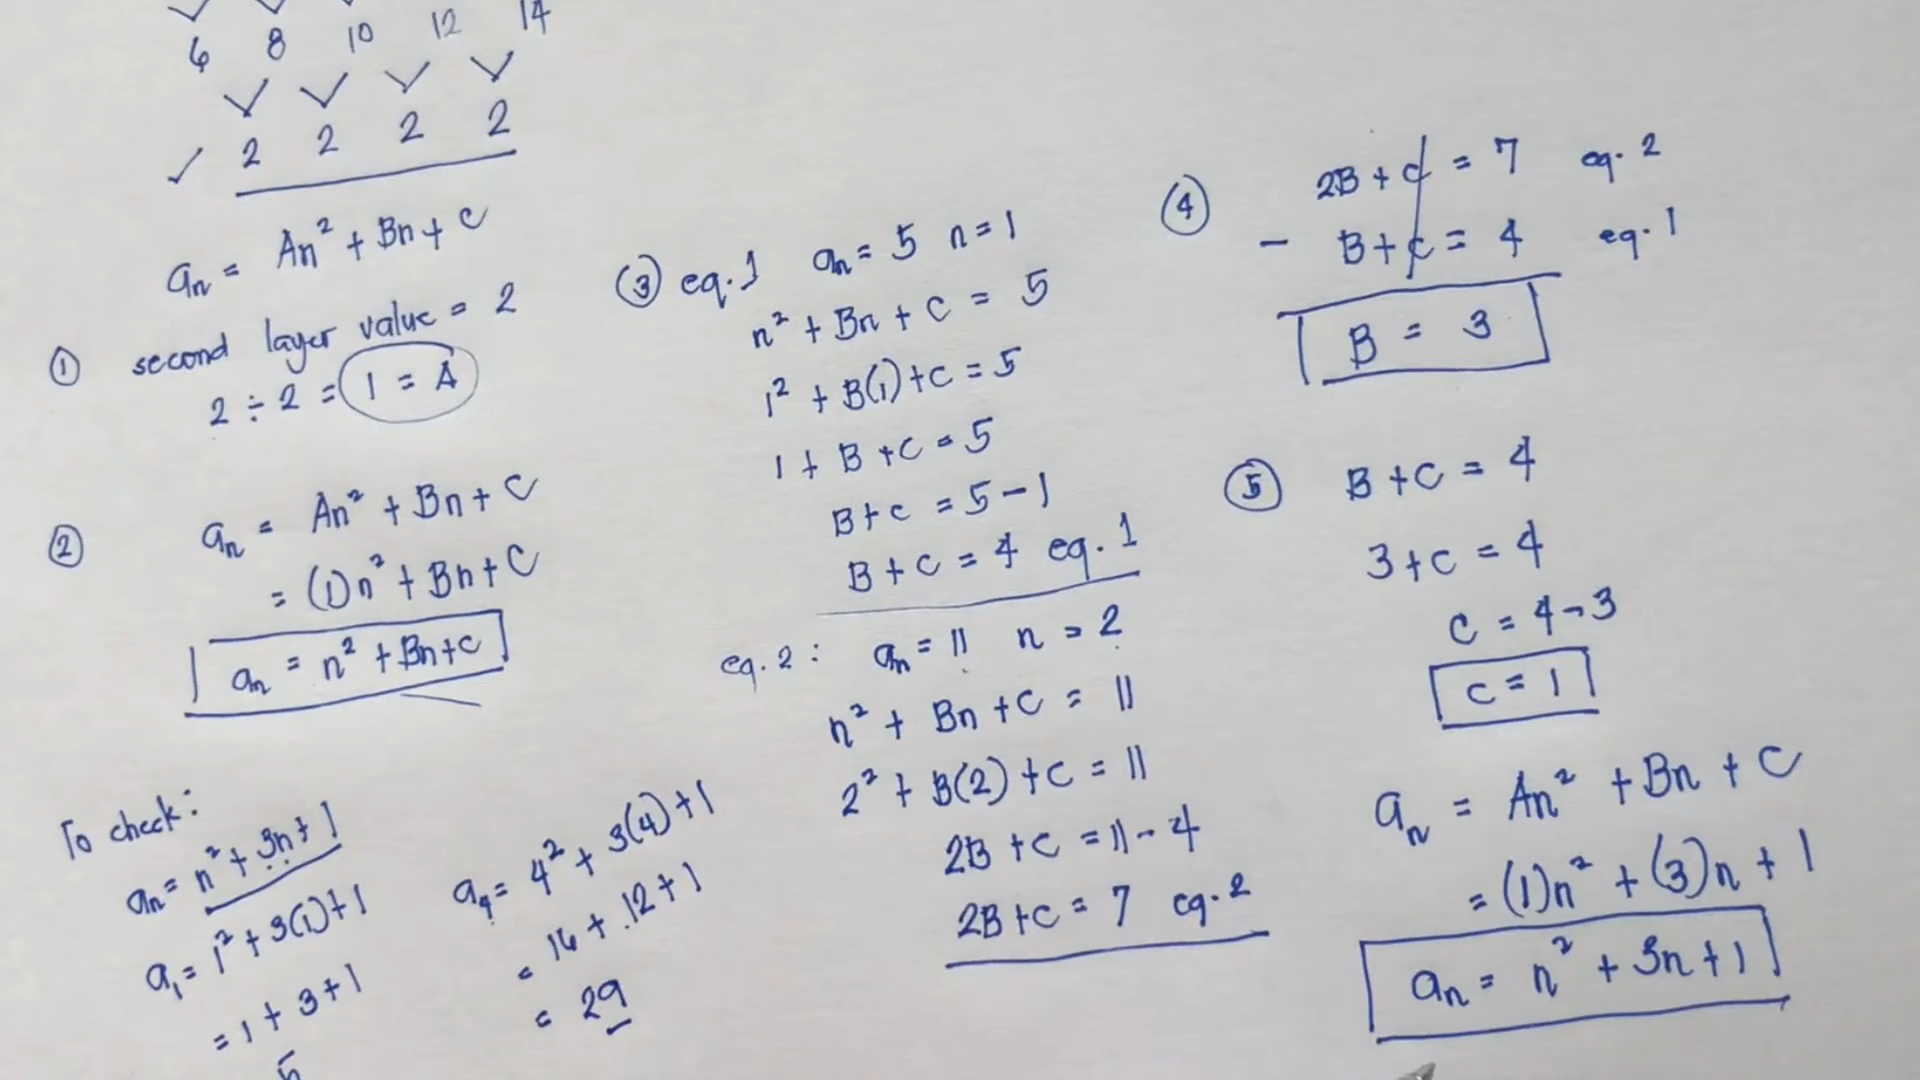 6 8 10 12 14
✓ 2 2 2 2
aₙ = An² + Bn + C
① second layer value = 2
2 ÷ 2 = 1 = A
② aₙ = An² + Bn + C
= (1)n² + Bn + C
aₙ = n² + Bn + C
To check:
aₙ = n² + 3n + 1
a₁ = 1² + 3(1) + 1
= 1 + 3 + 1
5
a₄ = 4² + 3(4) + 1
= 16 + 12 + 1
= 29
③ eq. 1 aₙ = 5 n = 1
n² + Bn + C = 5
1² + B(1) + C = 5
1 + B + C = 5
B + C = 5 - 1
B + C = 4 eq. 1
eq. 2: aₙ = 11 n = 2
n² + Bn + C = 11
2² + B(2) + C = 11
2B + C = 11 - 4
2B + C = 7 eq. 2
④ 2B + C = 7 eq. 2
- B + C = 4 eq. 1
B = 3
⑤ B + C = 4
3 + C = 4
C = 4 - 3
C = 1
aₙ = An² + Bn + C
= (1)n² + (3)n + 1
aₙ = n² + 3n + 1